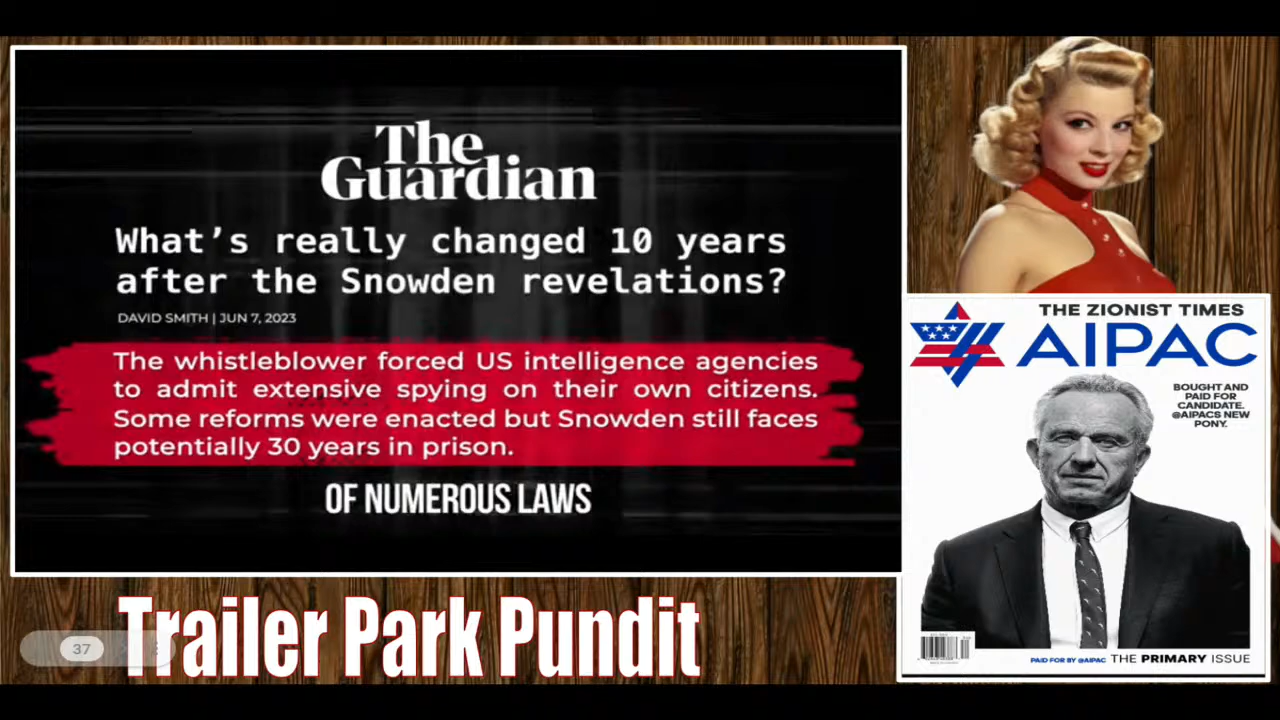 The
Guardian
What's really changed 10 years
after the Snowden revelations?
DAVID SMITH | JUN 7, 2023
The whistleblower forced US intelligence agencies
to admit extensive spying on their own citizens.
Some reforms were enacted but Snowden still faces
potentially 30 years in prison.
OF NUMEROUS LAWS
THE ZIONIST TIMES
AIPAC
BOUGHT AND
PAID FOR
CANDIDATE.
@AIPACS NEW
PONY.
PAID FOR BY @AIPAC THE PRIMARY ISSUE
Trailer Park Pundit
37